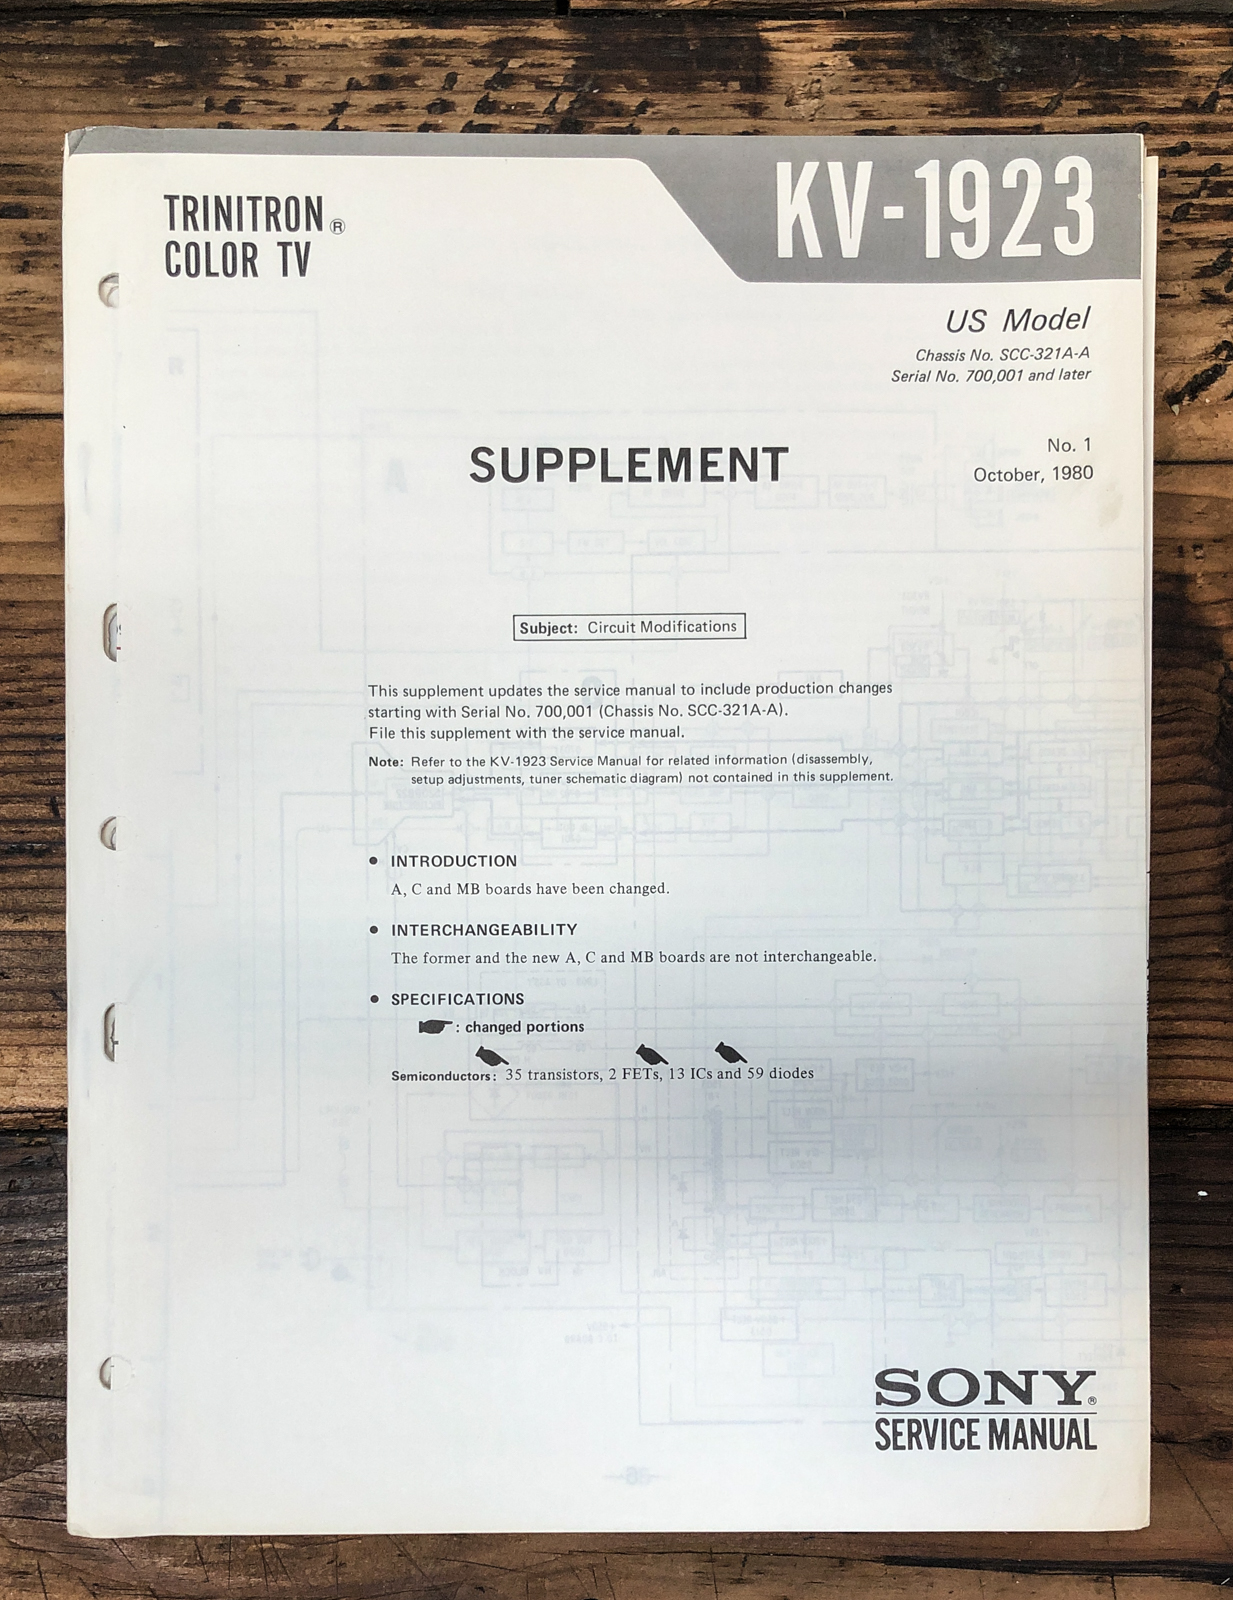 KV-1923
TRINITRON®
COLOR TV
US Model
Chassis No. SCC-321A-A
Serial No. 700,001 and later
No. 1
October, 1980
SUPPLEMENT
Subject: Circuit Modifications
This supplement updates the service manual to include production changes
starting with Serial No. 700,001 (Chassis No. SCC-321A-A).
File this supplement with the service manual.
Note: Refer to the KV-1923 Service Manual for related information (disassembly,
setup adjustments, tuner schematic diagram) not contained in this supplement.
● INTRODUCTION
A, C and MB boards have been changed.
● INTERCHANGEABILITY
The former and the new A, C and MB boards are not interchangeable.
● SPECIFICATIONS
: changed portions
Semiconductors: 35 transistors, 2 FETs, 13 ICs and 59 diodes
SONY®
SERVICE MANUAL